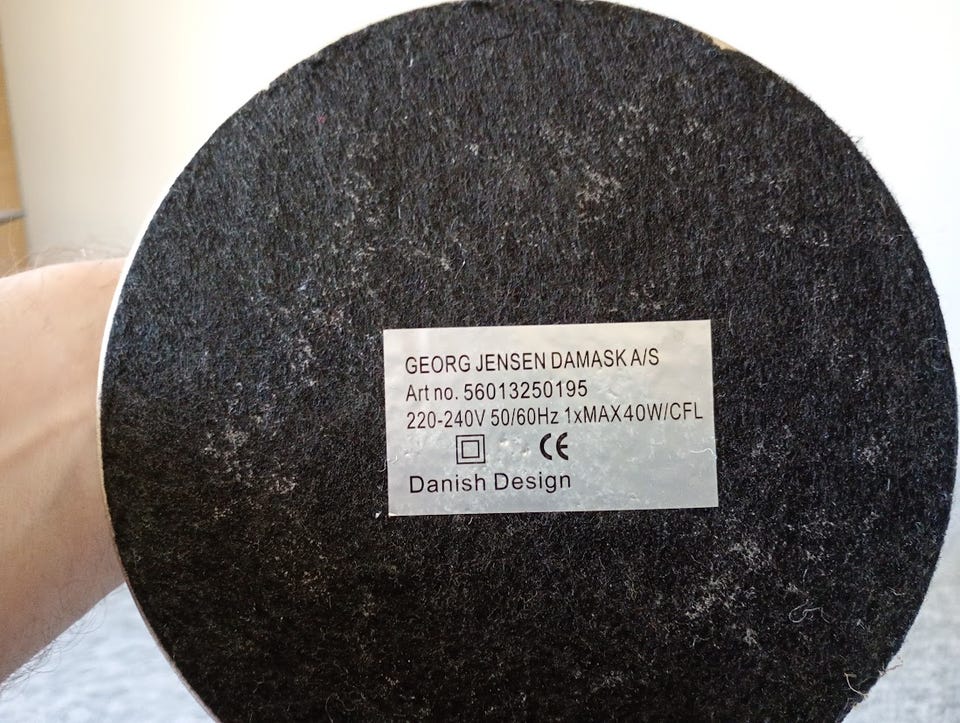 GEORG JENSEN DAMASK A/S
Art no. 56013250195
220-240V 50/60Hz 1xMAX40W/CFL
CE
Danish Design